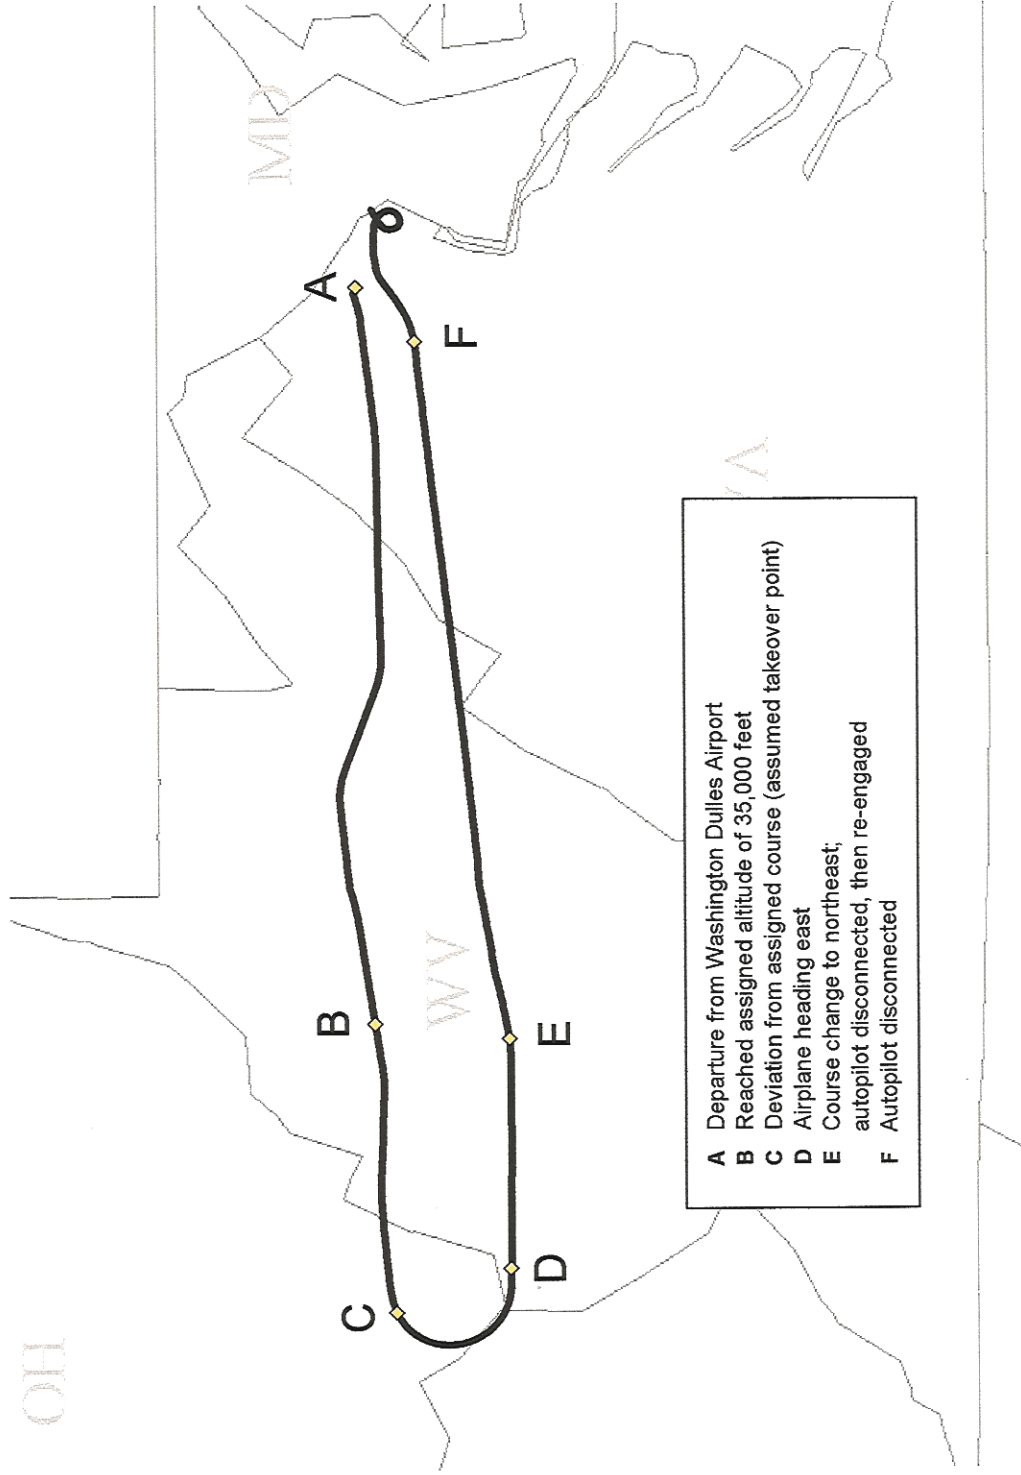 OH
MD
WV
A
B
C
D
E
F
A Departure from Washington Dulles Airport
B Reached assigned altitude of 35,000 feet
C Deviation from assigned course (assumed takeover point)
D Airplane heading east
E Course change to northeast;
autopilot disconnected, then re-engaged
F Autopilot disconnected